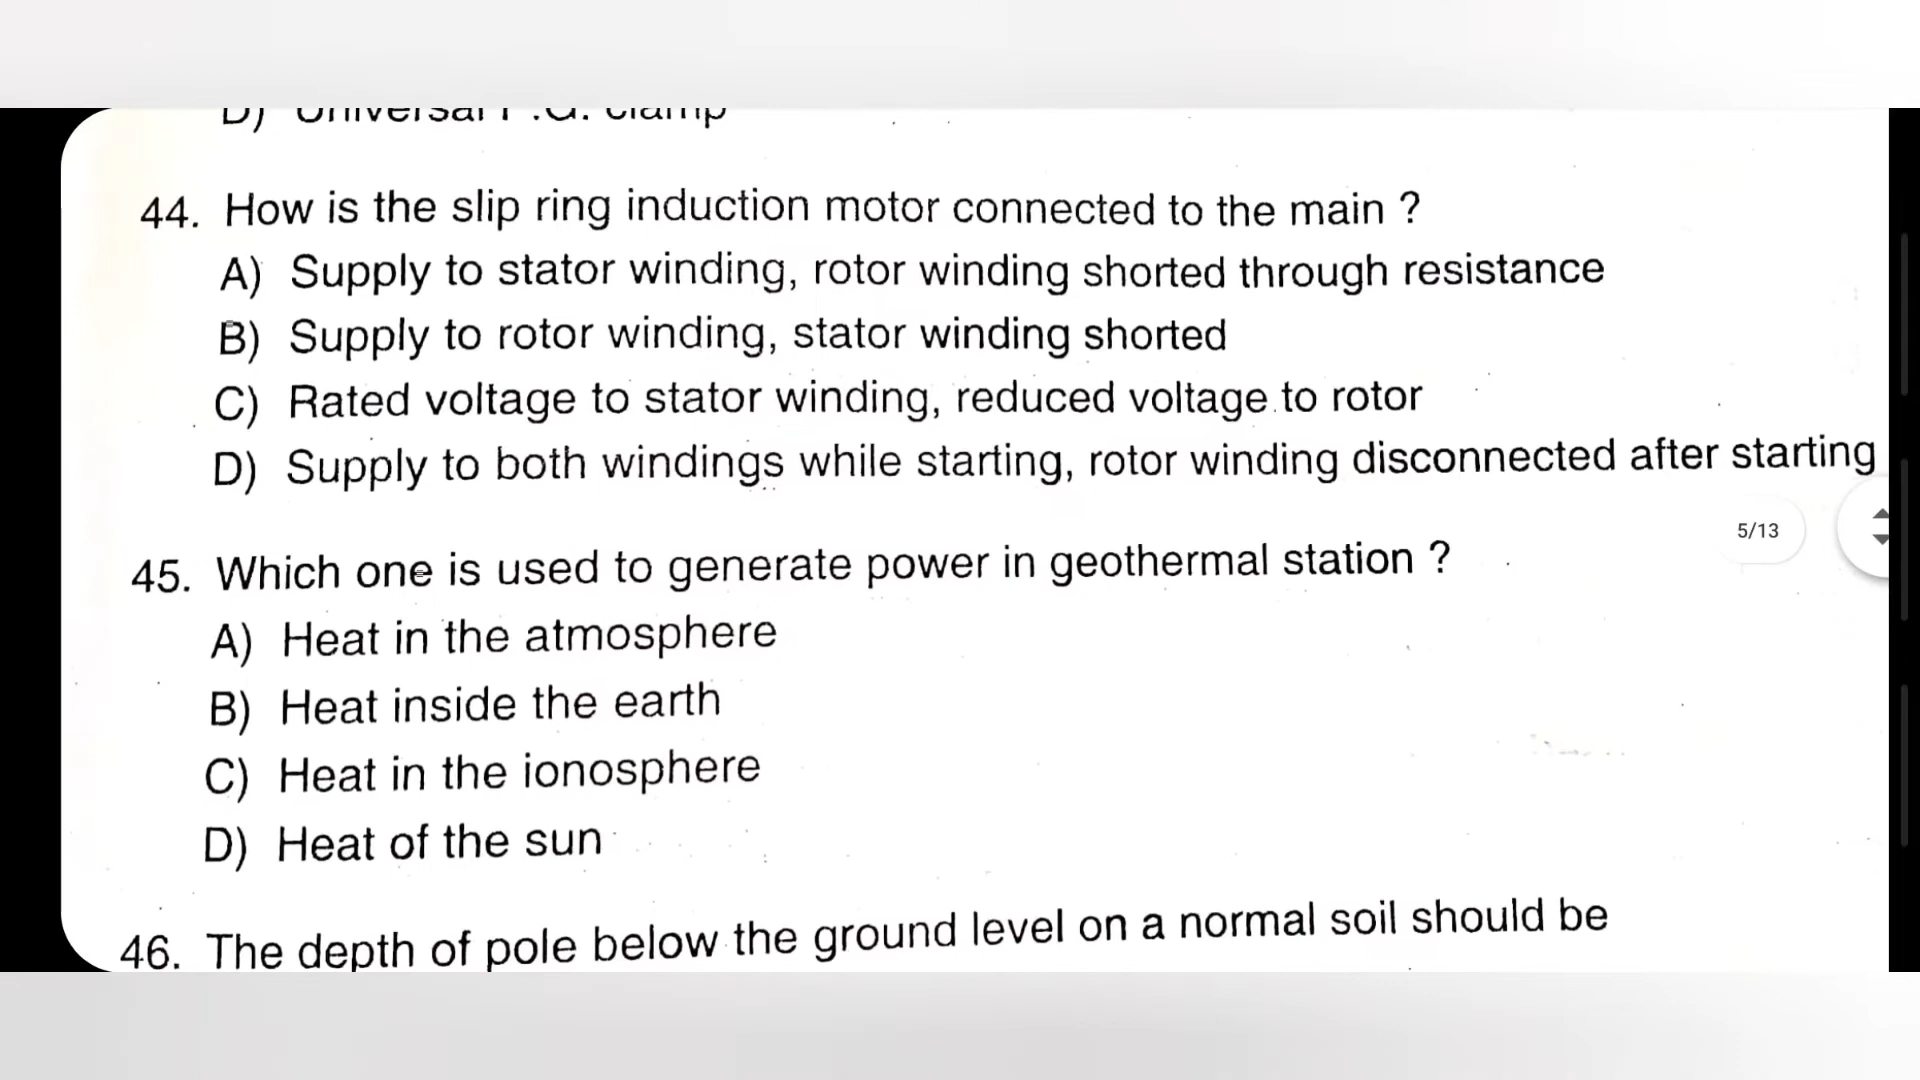 D) Universal P.G. clamp
44. How is the slip ring induction motor connected to the main ?
A) Supply to stator winding, rotor winding shorted through resistance
B) Supply to rotor winding, stator winding shorted
C) Rated voltage to stator winding, reduced voltage to rotor
D) Supply to both windings while starting, rotor winding disconnected after starting
5/13
45. Which one is used to generate power in geothermal station ?
A) Heat in the atmosphere
B) Heat inside the earth
C) Heat in the ionosphere
D) Heat of the sun
46. The depth of pole below the ground level on a normal soil should be